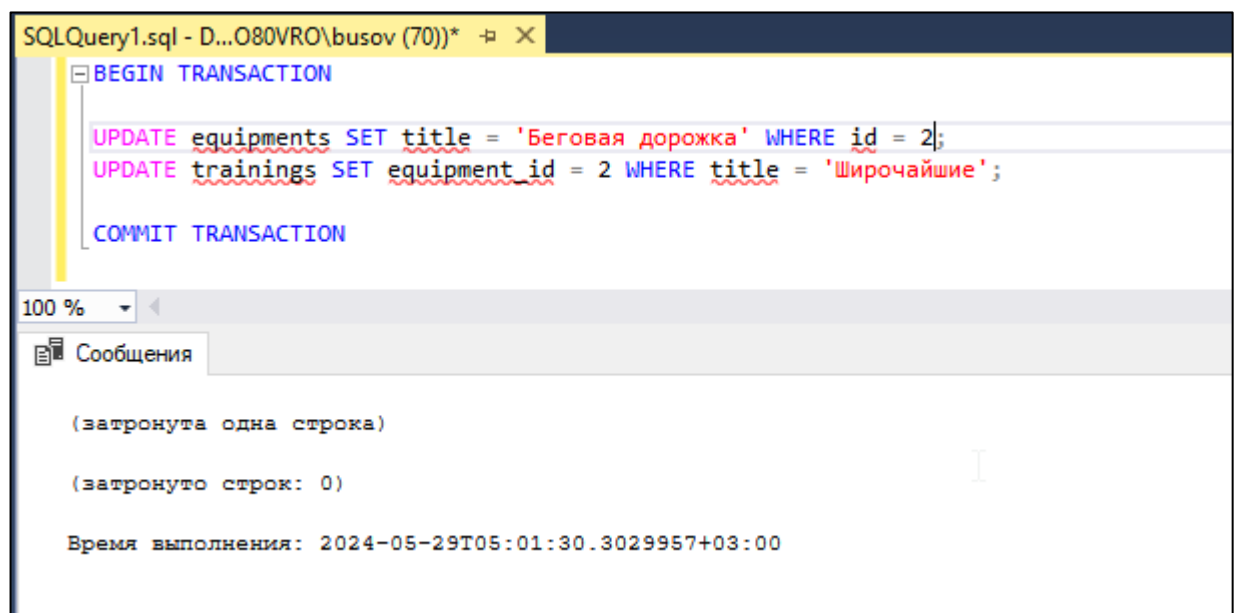 SQLQuery1.sql - D...O80VRO\busov (70))*
BEGIN TRANSACTION
UPDATE equipments SET title = 'Беговая дорожка' WHERE id = 2;
UPDATE trainings SET equipment_id = 2 WHERE title = 'Широчайшие';
COMMIT TRANSACTION
100 %
Сообщения
(затронута одна строка)
(затронуто строк: 0)
Время выполнения: 2024-05-29T05:01:30.3029957+03:00